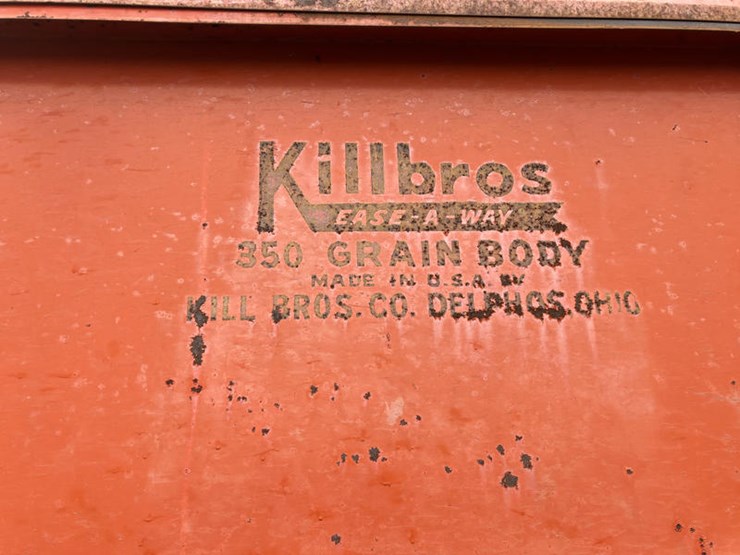 Killbros
EASE-A-WAY
350 GRAIN BODY
MADE IN U.S.A. BY
KILL BROS. CO. DELPHOS, OHIO